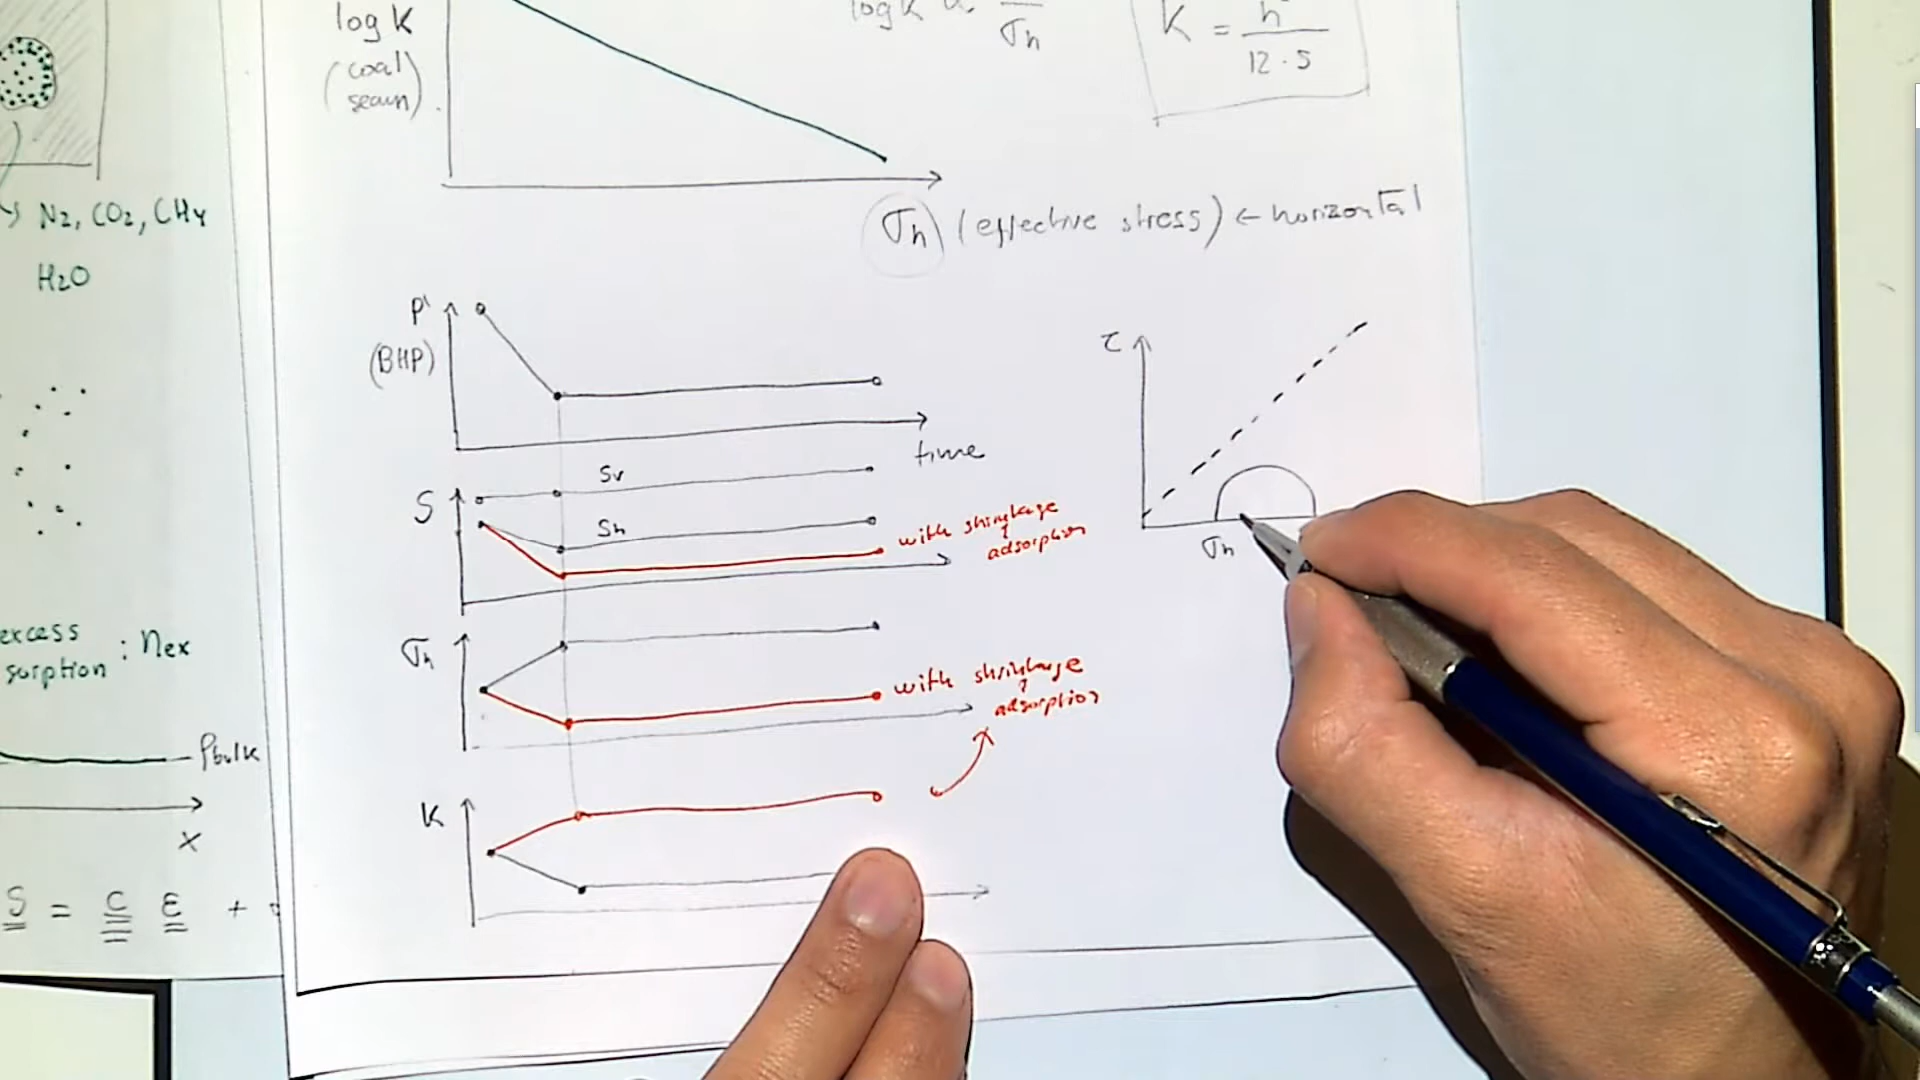 N2, CO2, CH4
H2O
excess
sorption : nex
ρbulk
x
S = C ε +
log K
(coal
seam)
log K α
σh
K = h
12 · S
σh (effective stress) ← horizontal
P
(BHP)
time
S
Sv
Sh
with shrinkage
adsorption
σh
with shrinkage
adsorption
K
τ
σh